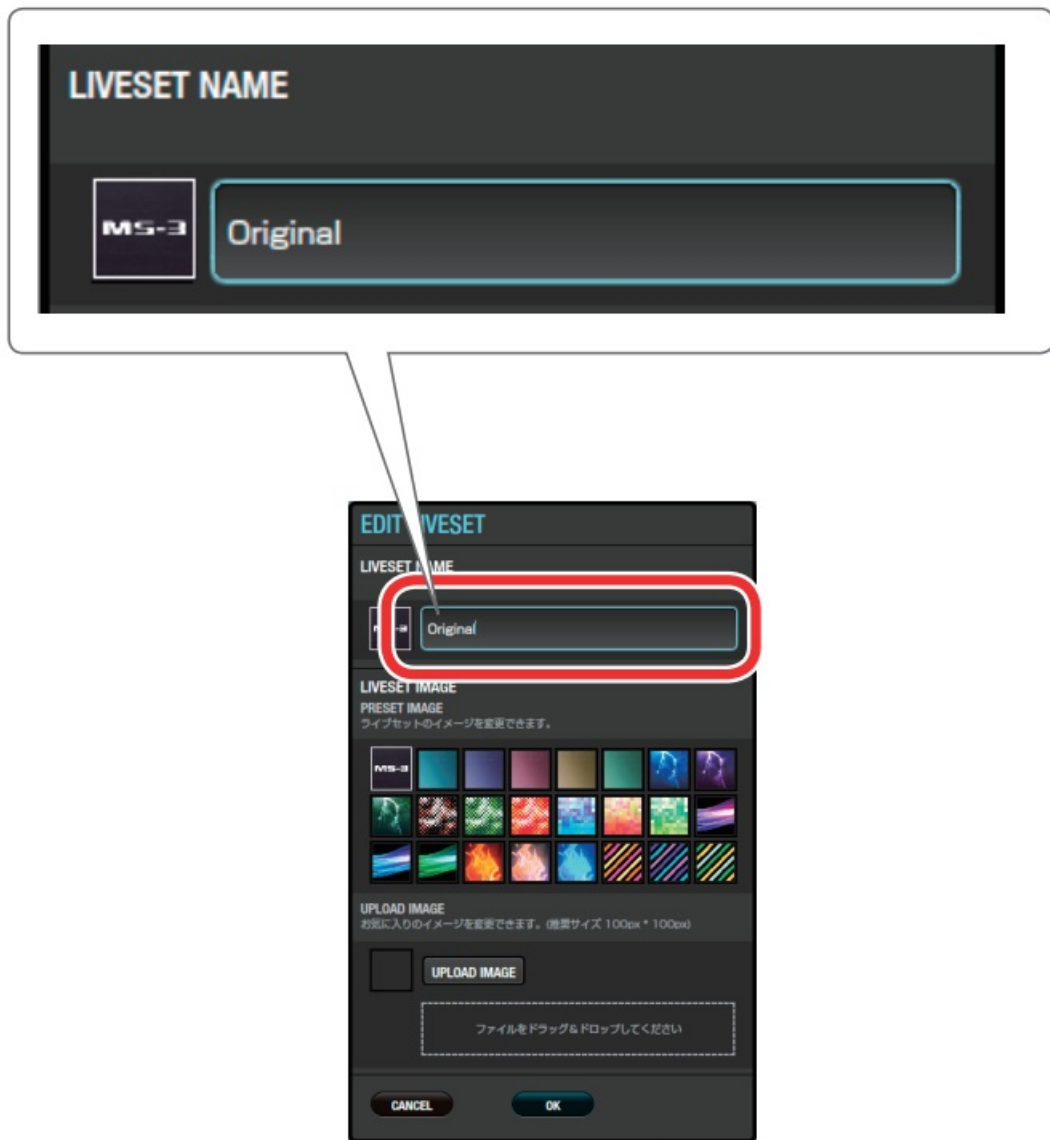 LIVESET NAME
MS-3
Original
EDIT LIVESET
LIVESET NAME
Original
LIVESET IMAGE
PRESET IMAGE
ライブセットのイメージを変更できます。
MS-3
UPLOAD IMAGE
お気に入りのイメージを変更できます。(推奨サイズ 100px * 100px)
UPLOAD IMAGE
ファイルをドラッグ&ドロップしてください
CANCEL
OK